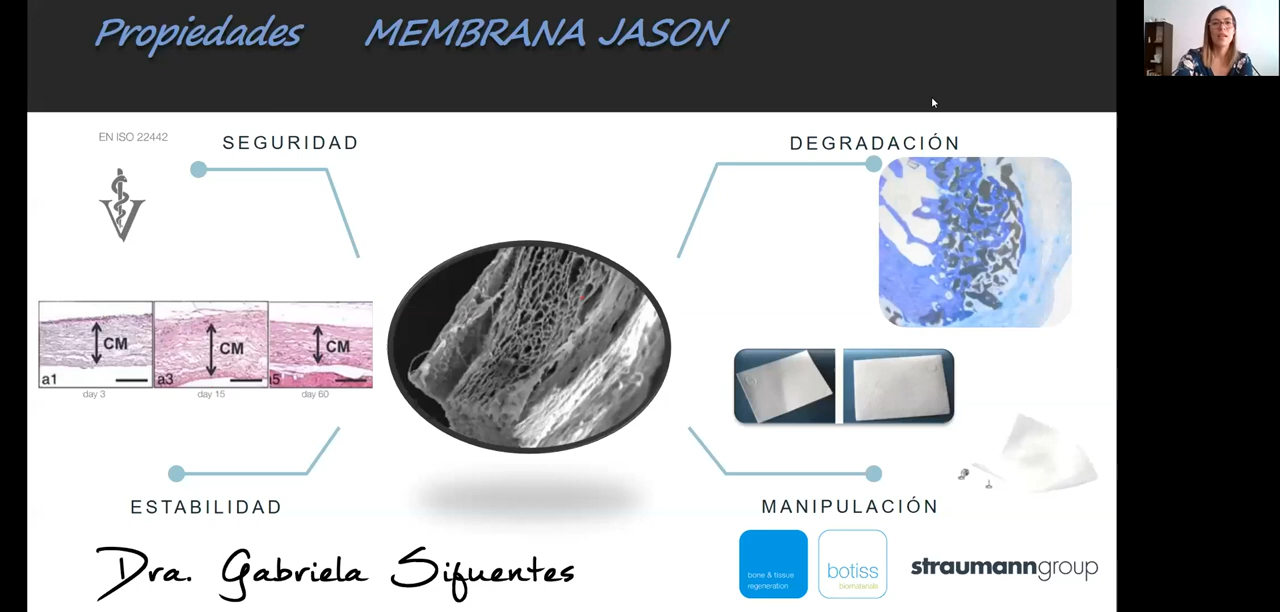 Propiedades MEMBRANA JASON
EN ISO 22442
SEGURIDAD
DEGRADACIÓN
V
CM
CM
CM
a1
a3
a5
day 3
day 15
day 60
ESTABILIDAD
MANIPULACIÓN
Dra. Gabriela Sifuentes
bone & tissue
regeneration
botiss
biomaterials
straumanngroup